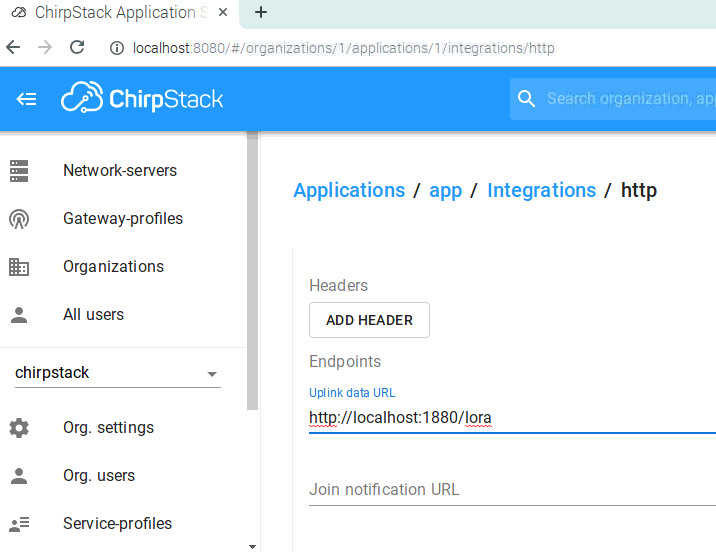 ChirpStack Application S
localhost:8080/#/organizations/1/applications/1/integrations/http
ChirpStack
Search organization, app
Network-servers
Gateway-profiles
Organizations
All users
chirpstack
Org. settings
Org. users
Service-profiles
Applications / app / Integrations / http
Headers
ADD HEADER
Endpoints
Uplink data URL
http://localhost:1880/lora
Join notification URL